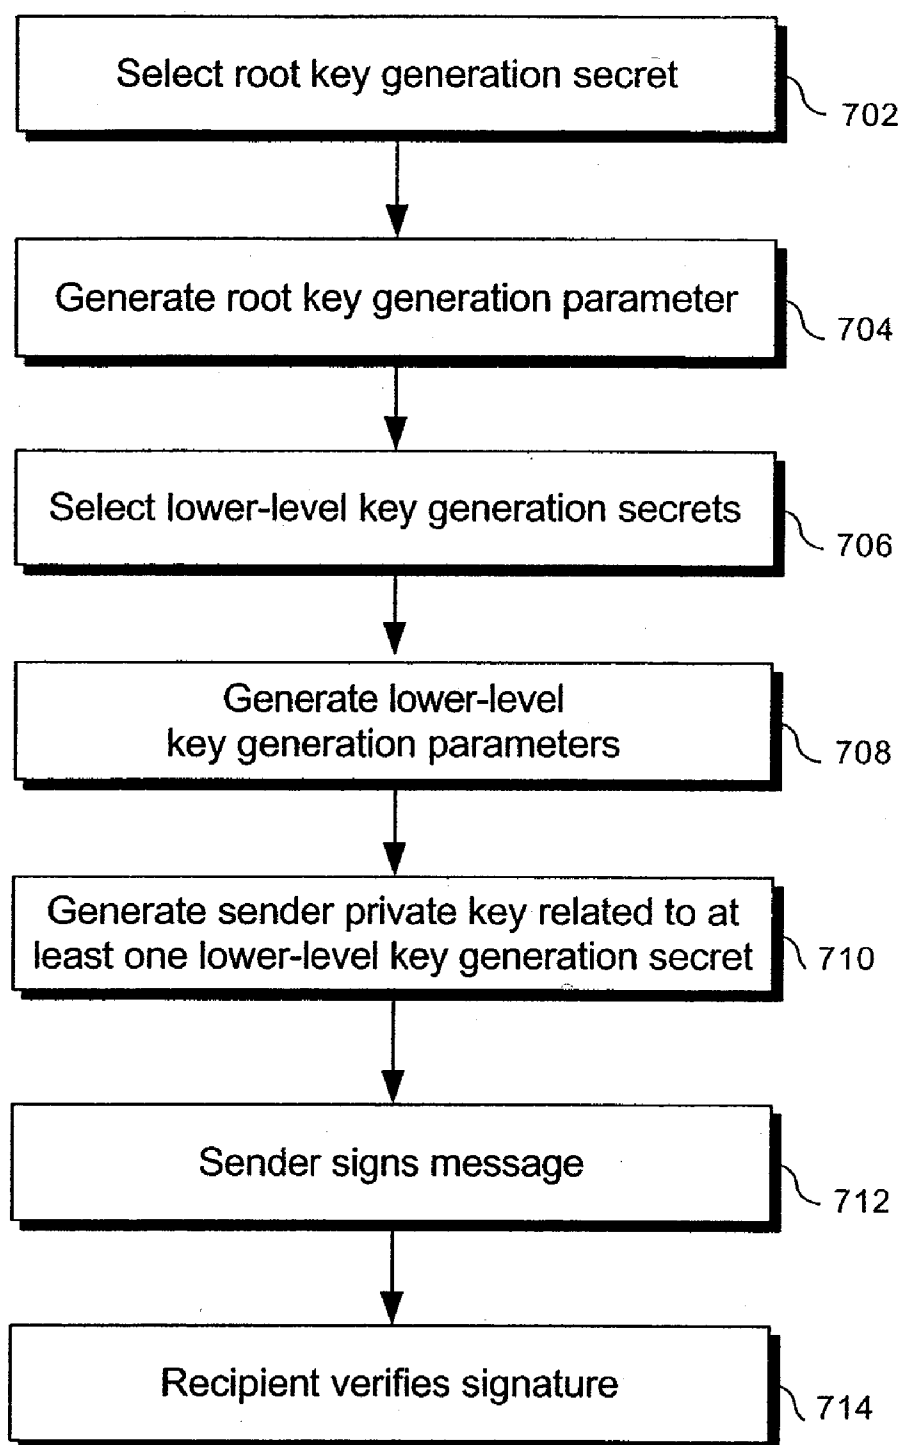 Select root key generation secret
702
Generate root key generation parameter
704
Select lower-level key generation secrets
706
Generate lower-level
key generation parameters
708
Generate sender private key related to at
least one lower-level key generation secret
710
Sender signs message
712
Recipient verifies signature
714